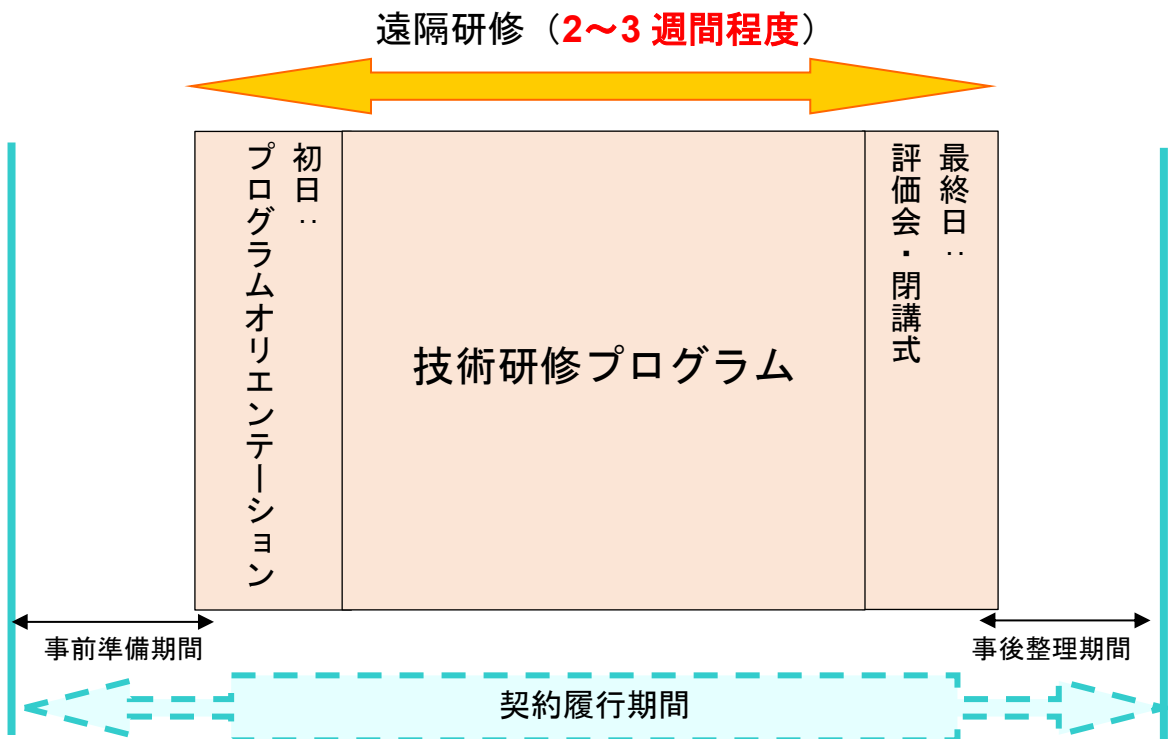 遠隔研修（2～3 週間程度）
初日：
プログラムオリエンテーション
技術研修プログラム
最終日：
評価会・閉講式
事前準備期間
事後整理期間
契約履行期間